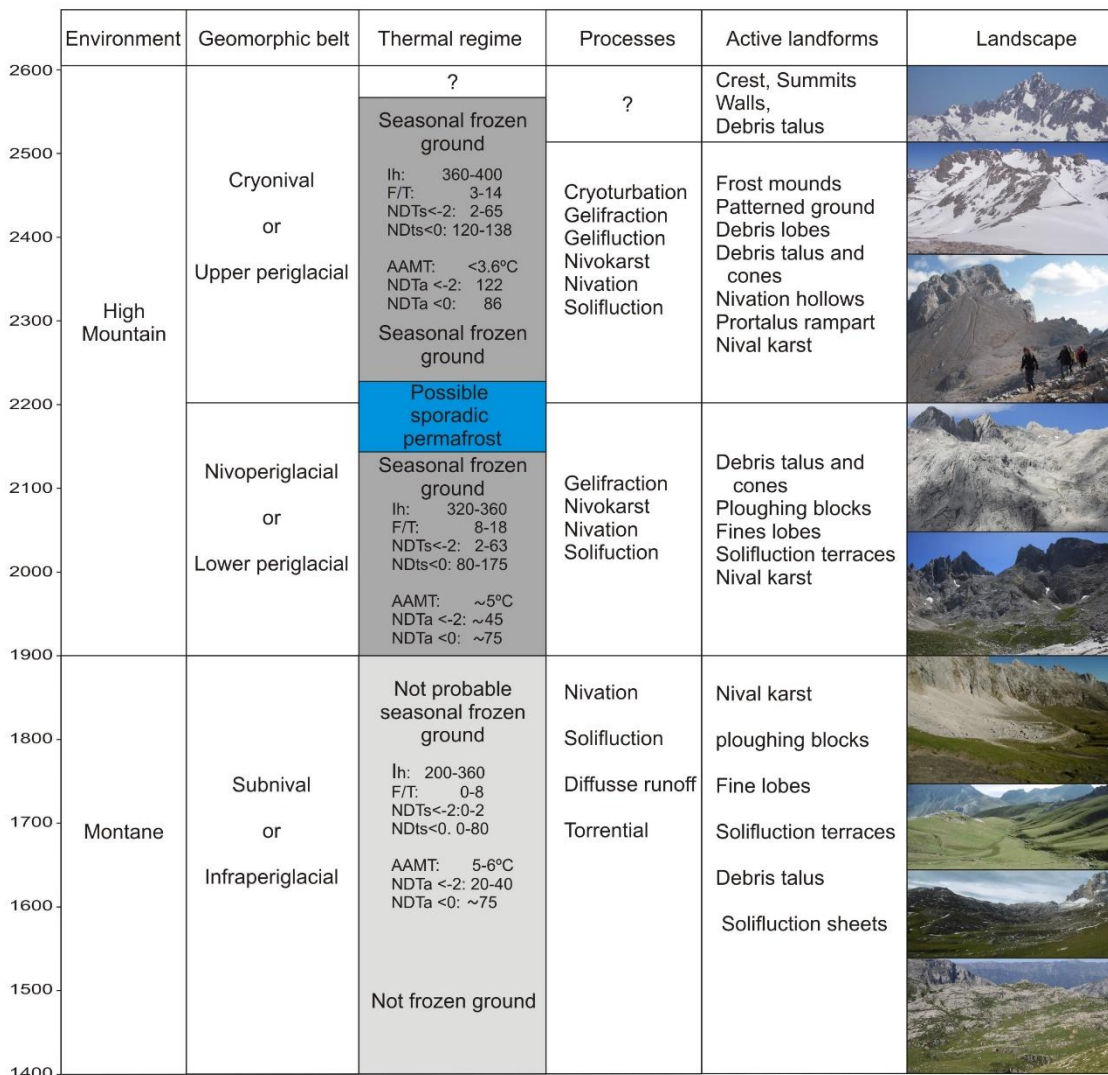 Environment
Geomorphic belt
Thermal regime
Processes
Active landforms
Landscape
2600
2500
2400
2300
2200
2100
2000
1900
1800
1700
1600
1500
1400
High
Mountain
Montane
Cryonival
or
Upper periglacial
Nivoperiglacial
or
Lower periglacial
Subnival
or
Infraperiglacial
?
Seasonal frozen
ground
Ih: 360-400
F/T: 3-14
NDTs<-2: 2-65
NDts<0: 120-138
AAMT: <3.6ºC
NDTa <-2: 122
NDTa <0: 86
Seasonal frozen
ground
Possible
sporadic
permafrost
Seasonal frozen
ground
Ih: 320-360
F/T: 8-18
NDTs<-2: 2-63
NDts<0: 80-175
AAMT: ~5ºC
NDTa <-2: ~45
NDTa <0: ~75
Not probable
seasonal frozen
ground
Ih: 200-360
F/T: 0-8
NDTs<-2:0-2
NDts<0. 0-80
AAMT: 5-6ºC
NDTa <-2: 20-40
NDTa <0: ~75
Not frozen ground
?
Cryoturbation
Gelifraction
Gelifluction
Nivokarst
Nivation
Solifluction
Gelifraction
Nivokarst
Nivation
Solifuction
Nivation
Solifluction
Diffusse runoff
Torrential
Crest, Summits
Walls,
Debris talus
Frost mounds
Patterned ground
Debris lobes
Debris talus and
cones
Nivation hollows
Prortalus rampart
Nival karst
Debris talus and
cones
Ploughing blocks
Fines lobes
Solifluction terraces
Nival karst
Nival karst
ploughing blocks
Fine lobes
Solifluction terraces
Debris talus
Solifluction sheets